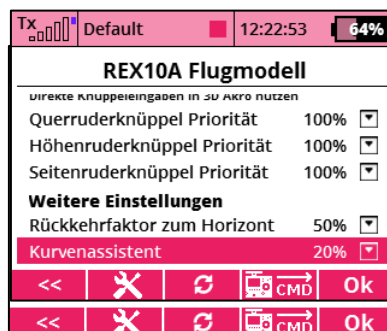 Tx Default 12:22:53 64%
REX10A Flugmodell
Direkte Knüppeleingaben in 3D Akro nutzen
Querruderknüppel Priorität 100%
Höhenruderknüppel Priorität 100%
Seitenruderknüppel Priorität 100%
Weitere Einstellungen
Rückkehrfaktor zum Horizont 50%
Kurvenassistent 20%
<< CMD Ok
<< CMD Ok